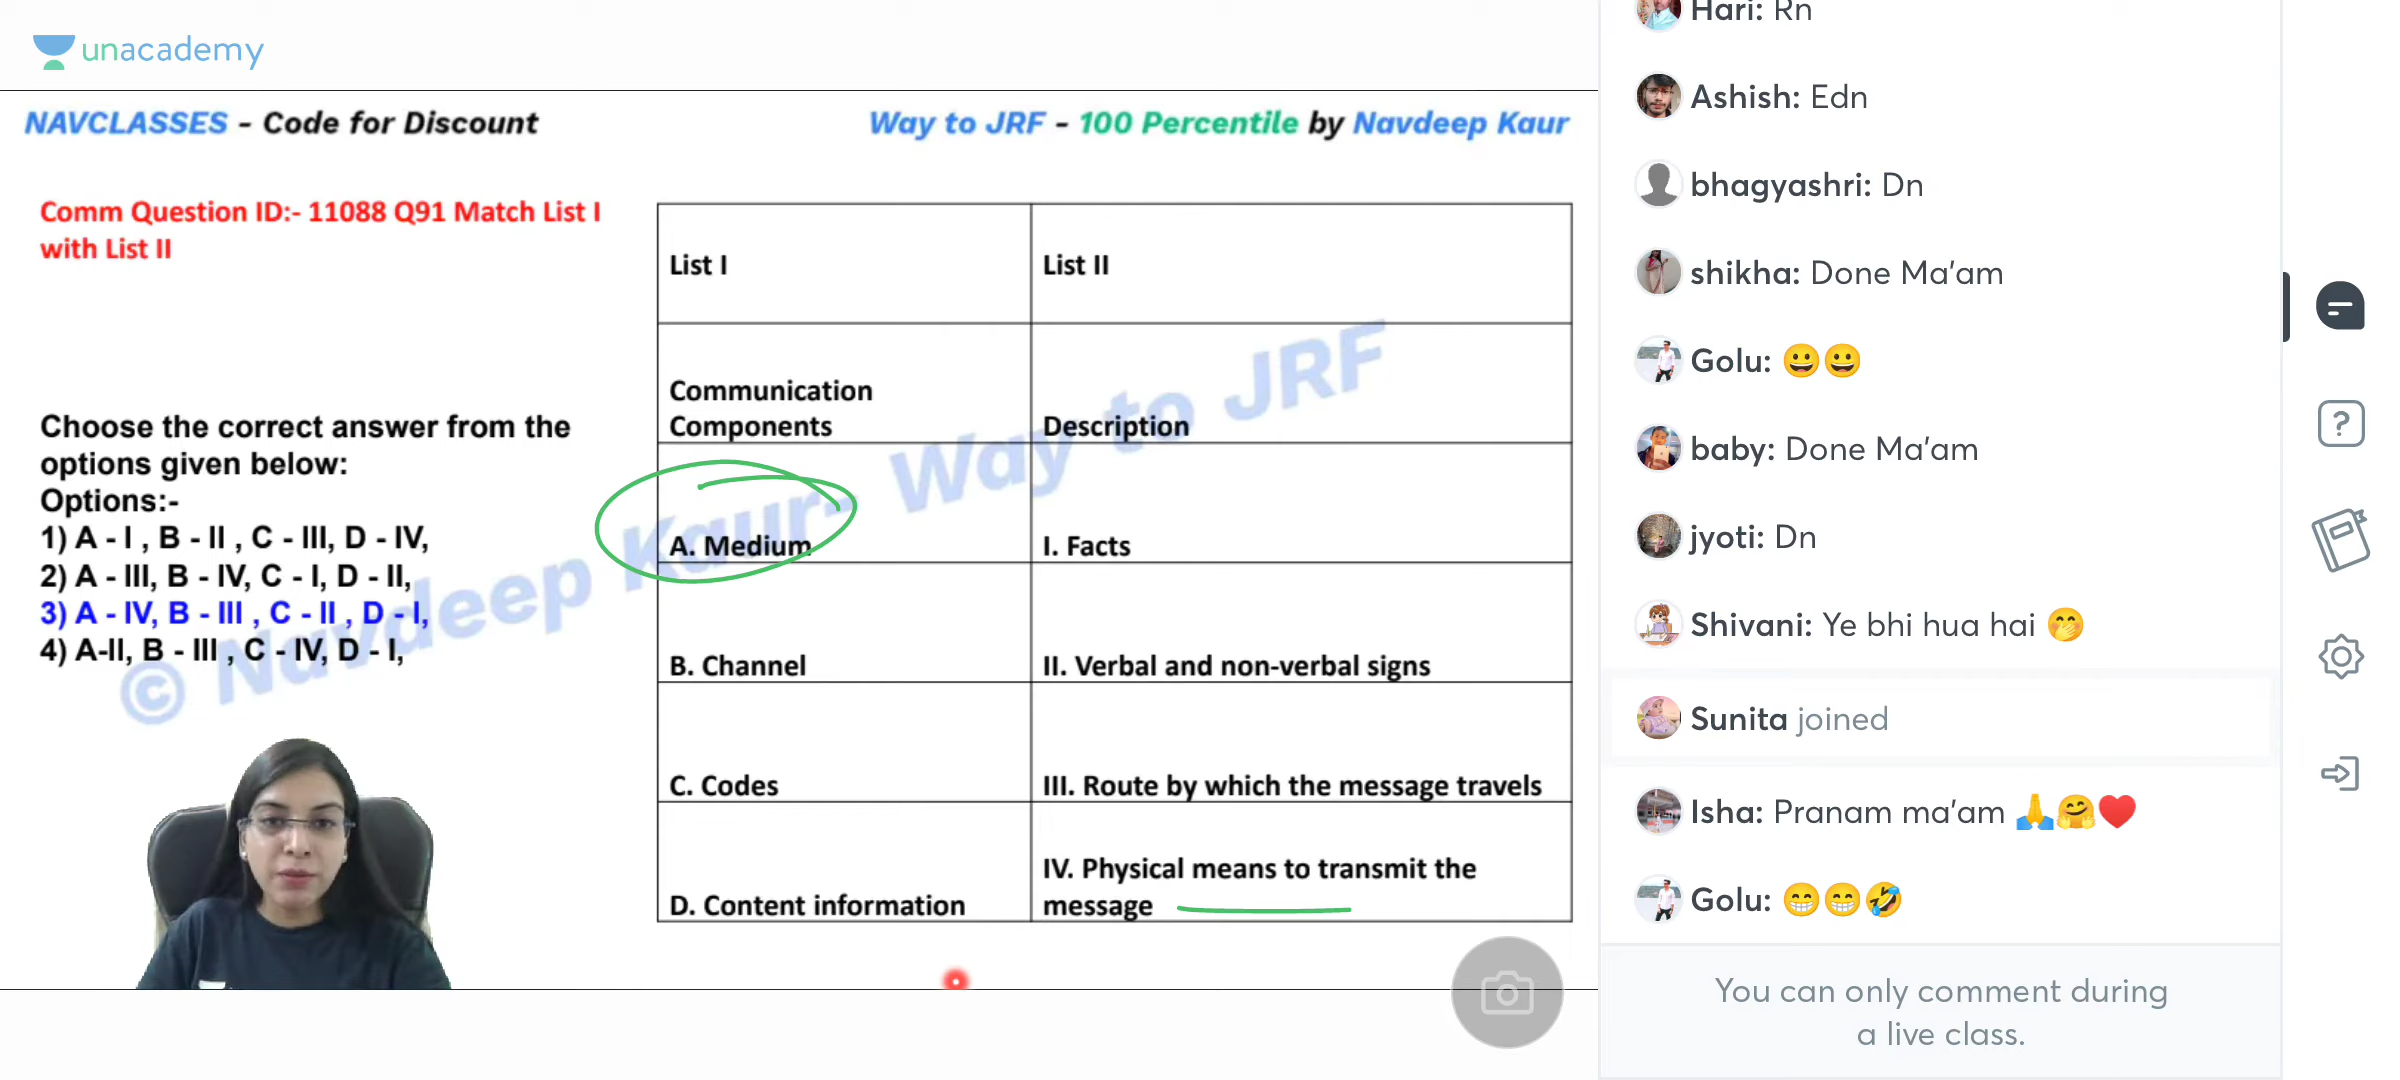 unacademy
NAVCLASSES - Code for Discount
Way to JRF - 100 Percentile by Navdeep Kaur
Comm Question ID:- 11088 Q91 Match List I
with List II
Choose the correct answer from the
options given below:
Options:-
1) A - I , B - II , C - III, D - IV,
2) A - III, B - IV, C - I, D - II,
3) A - IV, B - III , C - II , D - I,
4) A-II, B - III , C - IV, D - I,
List I
List II
Communication
Components
Description
A. Medium
I. Facts
B. Channel
II. Verbal and non-verbal signs
C. Codes
III. Route by which the message travels
D. Content information
IV. Physical means to transmit the
message
© Navdeep Kaur- Way to JRF
Hari: Rn
Ashish: Edn
bhagyashri: Dn
shikha: Done Ma'am
Golu: 😀😀
baby: Done Ma'am
jyoti: Dn
Shivani: Ye bhi hua hai 🤭
Sunita joined
Isha: Pranam ma'am 🙏🤗❤️
Golu: 😁😁🤣
You can only comment during
a live class.